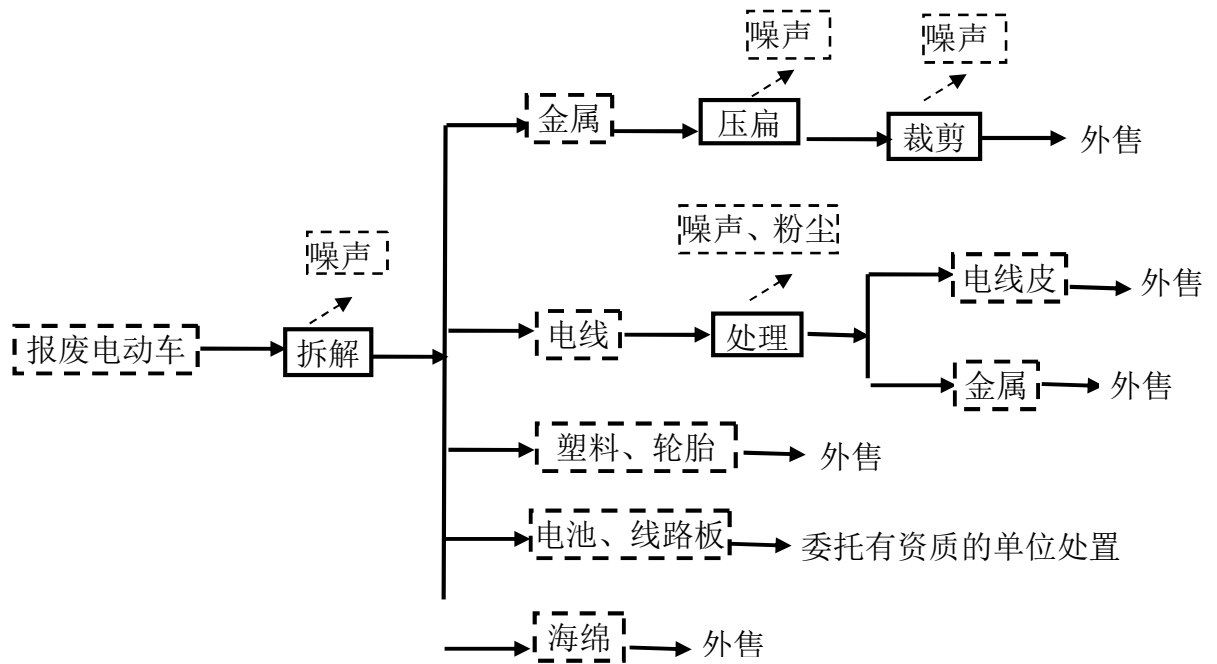 噪声
噪声
金属
压扁
裁剪
外售
噪声、粉尘
噪声
电线皮
外售
报废电动车
拆解
电线
处理
金属
外售
塑料、轮胎
外售
电池、线路板
委托有资质的单位处置
海绵
外售